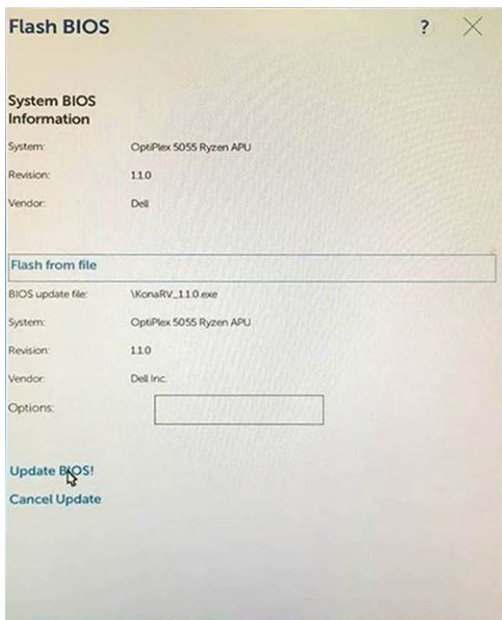 Flash BIOS ?
System BIOS
Information
System: OptiPlex 5055 Ryzen APU
Revision: 1.1.0
Vendor: Dell
Flash from file
BIOS update file: \KonaRV_1.1.0.exe
System: OptiPlex 5055 Ryzen APU
Revision: 1.1.0
Vendor: Dell Inc.
Options:
Update BIOS!
Cancel Update